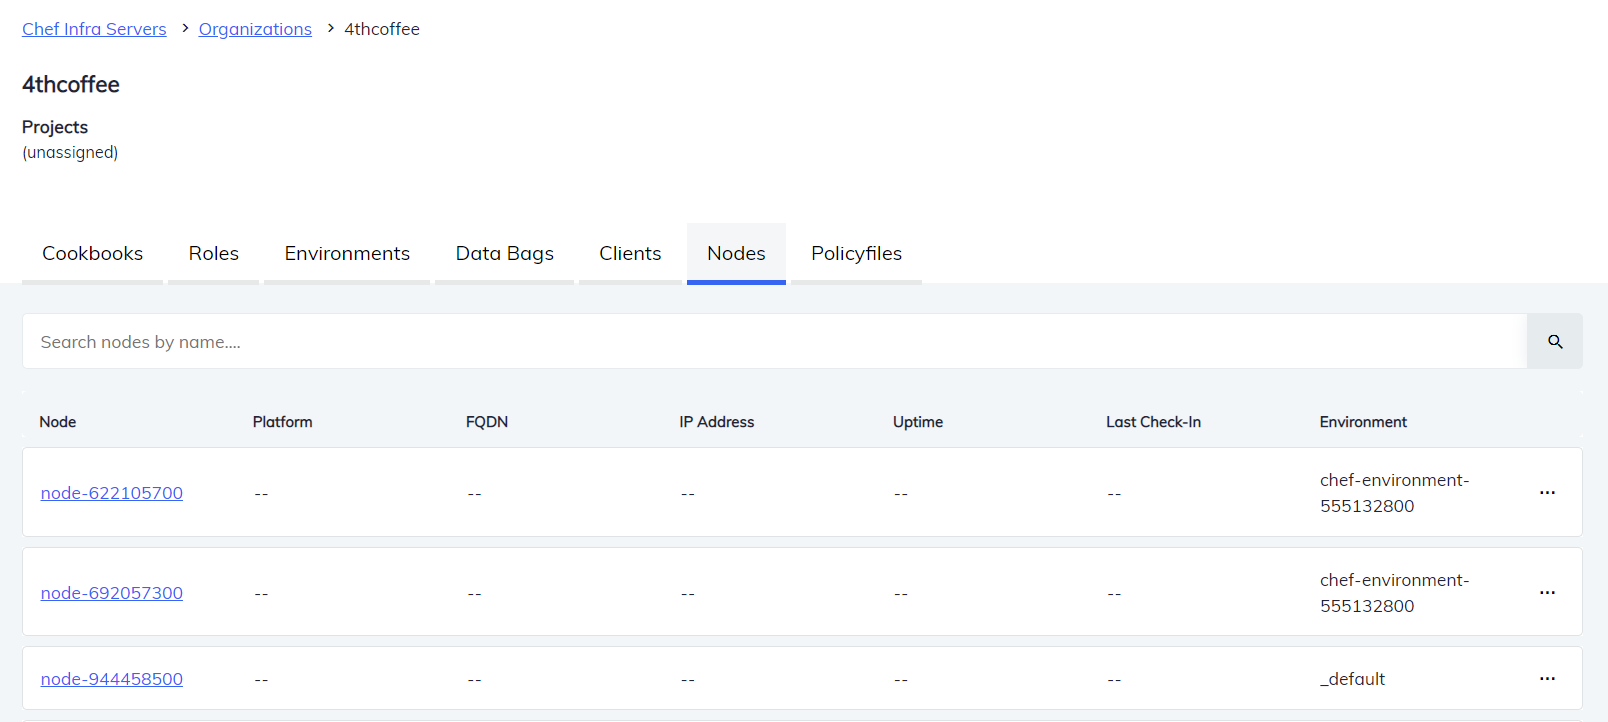 Chef Infra Servers > Organizations > 4thcoffee
4thcoffee
Projects
(unassigned)
Cookbooks Roles Environments Data Bags Clients Nodes Policyfiles
Search nodes by name....
Node Platform FQDN IP Address Uptime Last Check-In Environment
node-622105700 -- -- -- -- -- chef-environment-
555132800 ...
node-692057300 -- -- -- -- -- chef-environment-
555132800 ...
node-944458500 -- -- -- -- -- _default ...